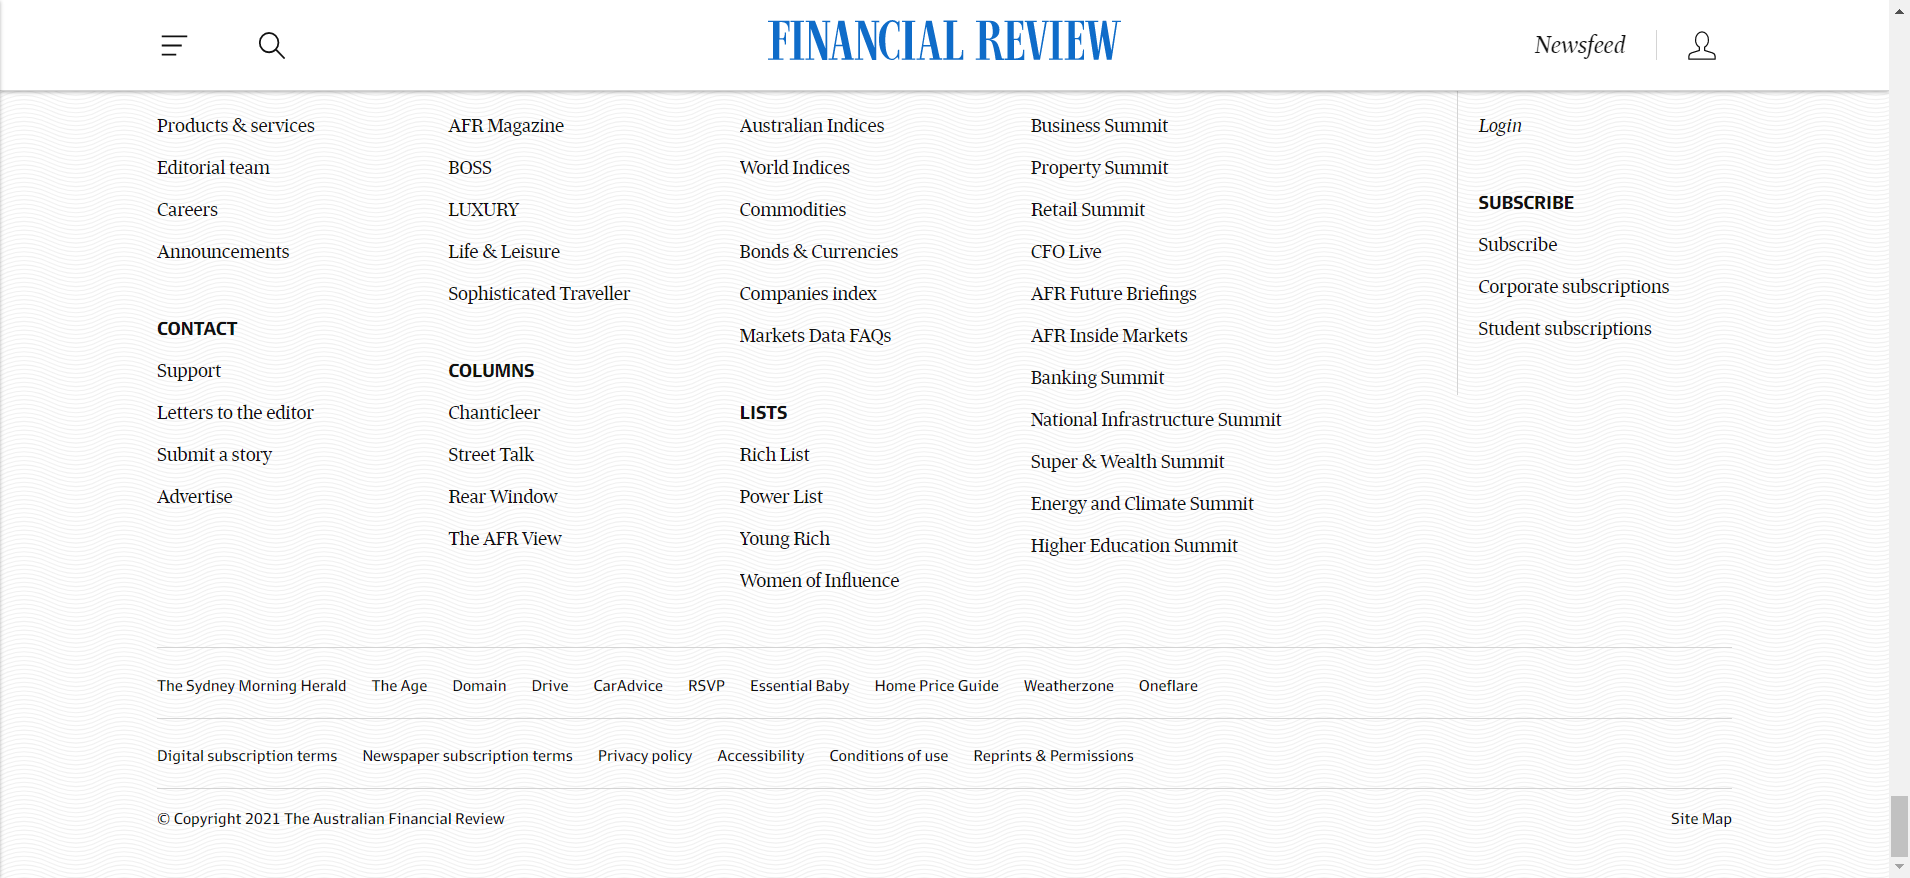 FINANCIAL REVIEW
Newsfeed
Products & services
Editorial team
Careers
Announcements
CONTACT
Support
Letters to the editor
Submit a story
Advertise
AFR Magazine
BOSS
LUXURY
Life & Leisure
Sophisticated Traveller
COLUMNS
Chanticleer
Street Talk
Rear Window
The AFR View
Australian Indices
World Indices
Commodities
Bonds & Currencies
Companies index
Markets Data FAQs
LISTS
Rich List
Power List
Young Rich
Women of Influence
Business Summit
Property Summit
Retail Summit
CFO Live
AFR Future Briefings
AFR Inside Markets
Banking Summit
National Infrastructure Summit
Super & Wealth Summit
Energy and Climate Summit
Higher Education Summit
Login
SUBSCRIBE
Subscribe
Corporate subscriptions
Student subscriptions
The Sydney Morning Herald The Age Domain Drive CarAdvice RSVP Essential Baby Home Price Guide Weatherzone Oneflare
Digital subscription terms Newspaper subscription terms Privacy policy Accessibility Conditions of use Reprints & Permissions
© Copyright 2021 The Australian Financial Review Site Map